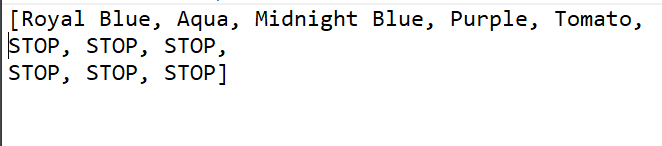 [Royal Blue, Aqua, Midnight Blue, Purple, Tomato,
STOP, STOP, STOP,
STOP, STOP, STOP]